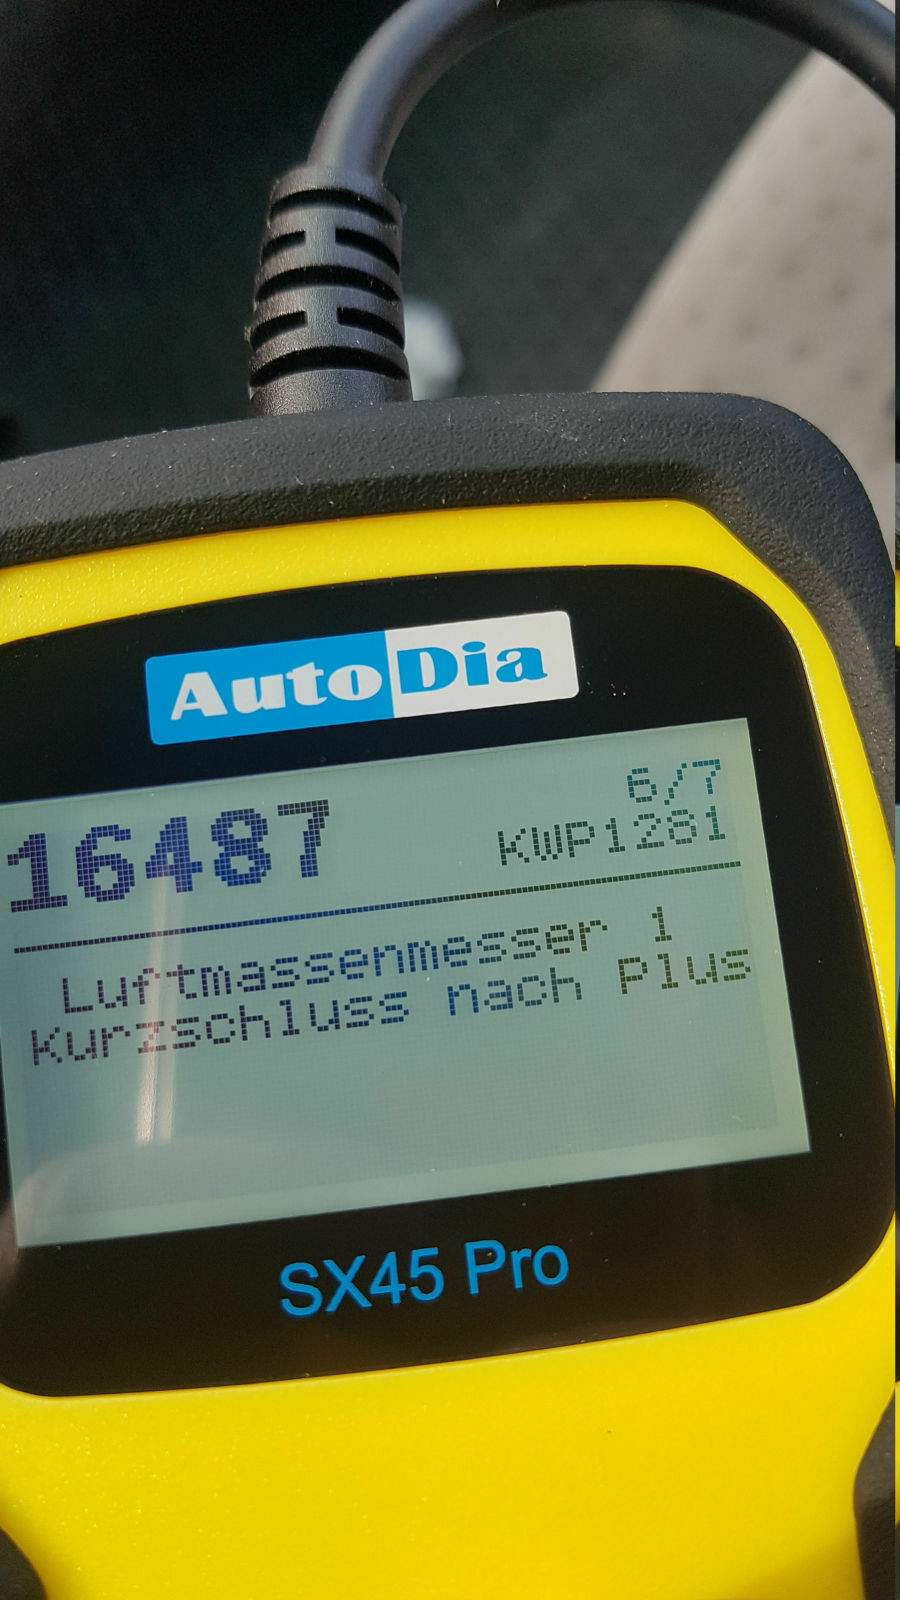 AutoDia
16487
6/7
KWP1281
Luftmassenmesser 1
Kurzschluss nach Plus
SX45 Pro